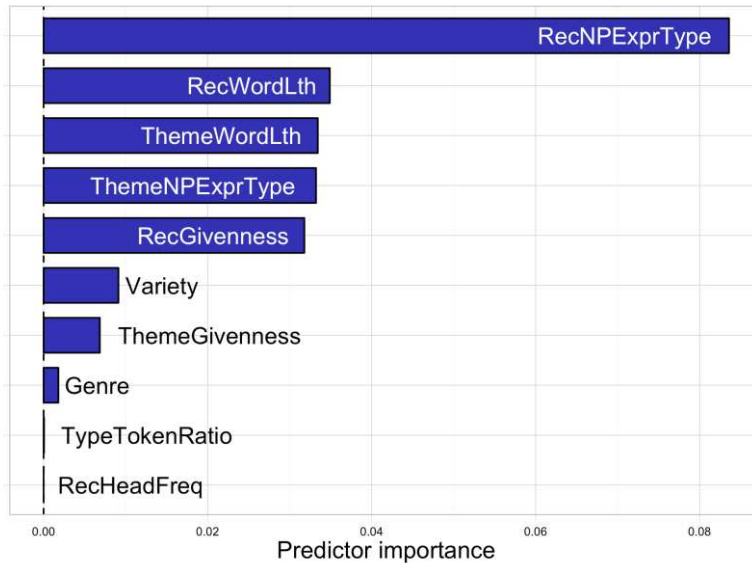 RecNPExprType
RecWordLth
ThemeWordLth
ThemeNPExprType
RecGivenness
Variety
ThemeGivenness
Genre
TypeTokenRatio
RecHeadFreq
0.00 0.02 0.04 0.06 0.08
Predictor importance